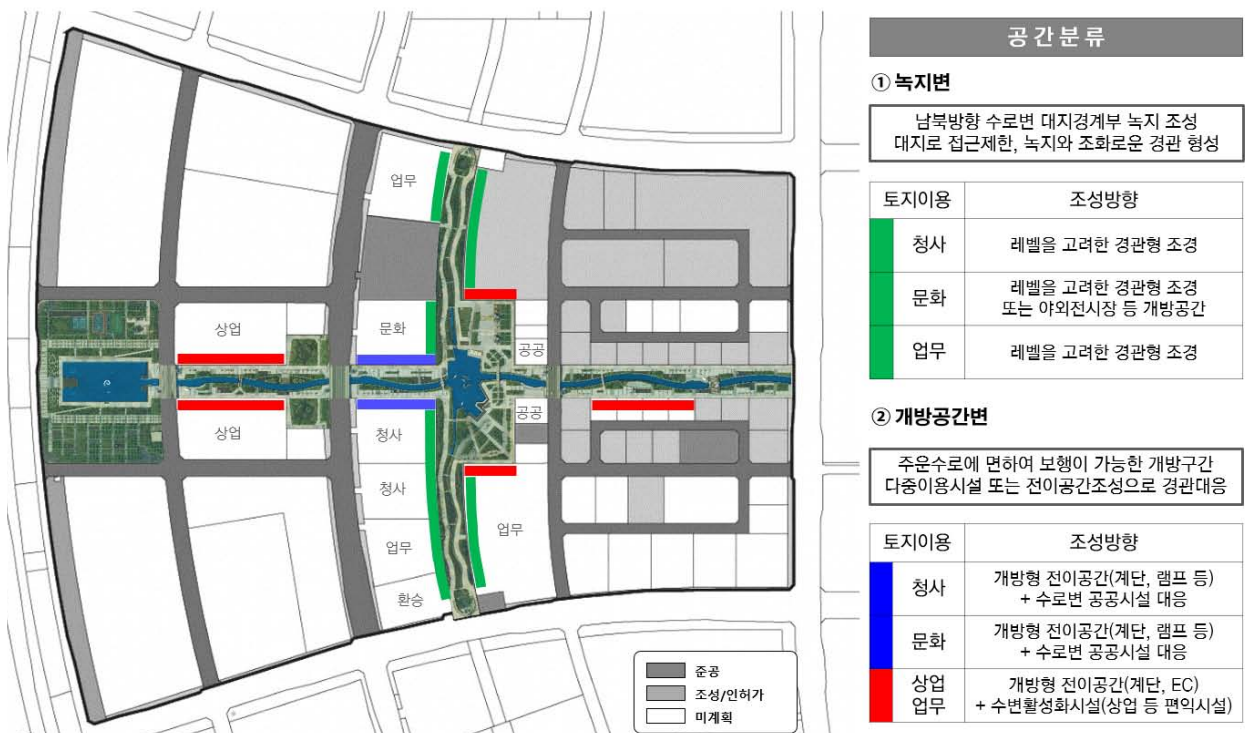 업무
상업
문화
공공
상업
청사
공공
청사
업무
업무
환승
준공
조성/인허가
미계획
공간분류
① 녹지변
남북방향 수로변 대지경계부 녹지 조성
대지로 접근제한, 녹지와 조화로운 경관 형성
토지이용 조성방향
청사 레벨을 고려한 경관형 조경
문화 레벨을 고려한 경관형 조경
또는 야외전시장 등 개방공간
업무 레벨을 고려한 경관형 조경
② 개방공간변
주운수로에 면하여 보행이 가능한 개방구간
다중이용시설 또는 전이공간조성으로 경관대응
토지이용 조성방향
청사 개방형 전이공간(계단, 램프 등)
+ 수로변 공공시설 대응
문화 개방형 전이공간(계단, 램프 등)
+ 수로변 공공시설 대응
상업 개방형 전이공간(계단, EC)
업무 + 수변활성화시설(상업 등 편익시설)